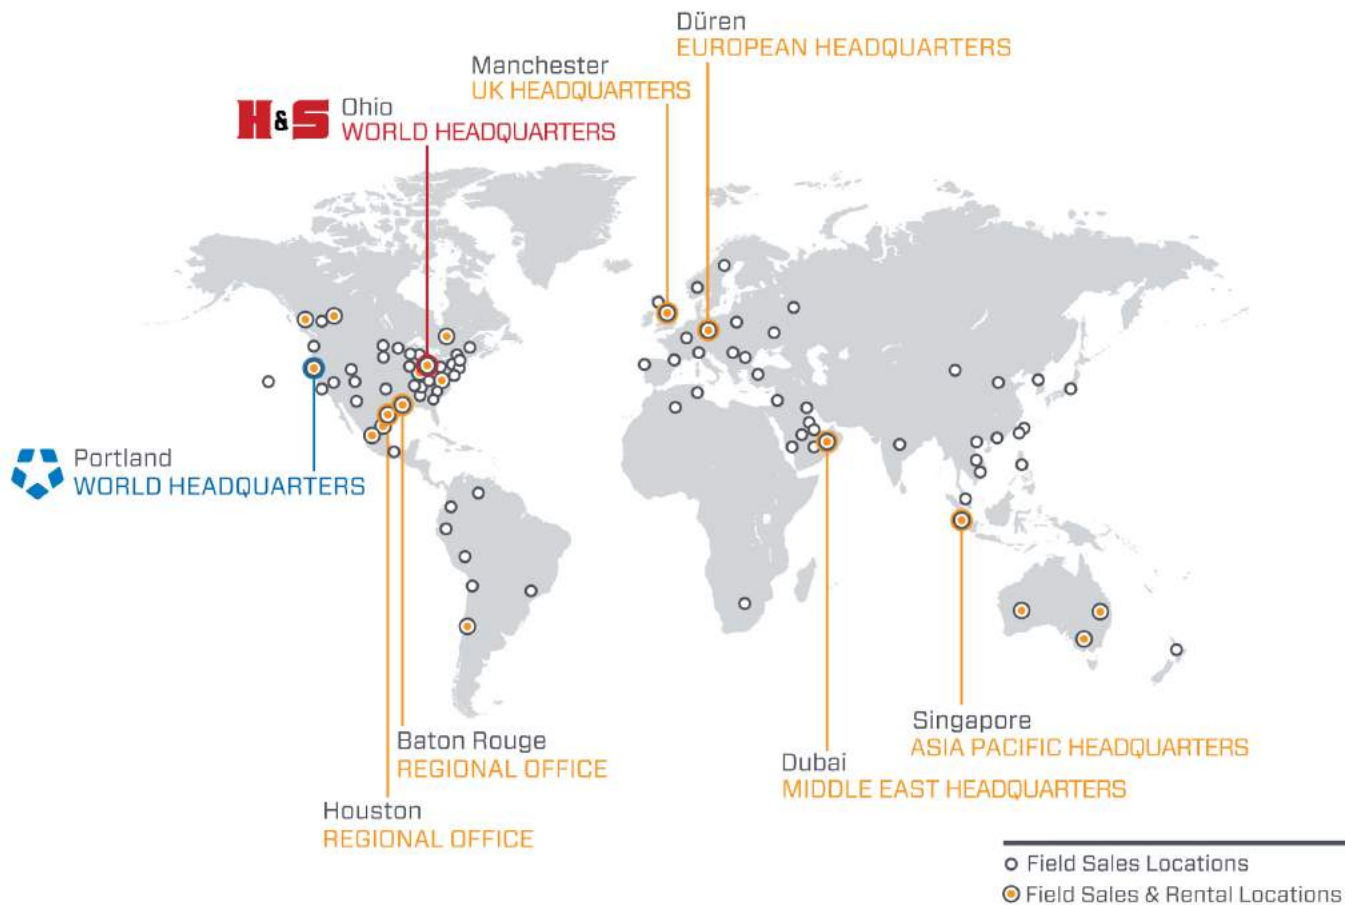 Düren
EUROPEAN HEADQUARTERS
Manchester
UK HEADQUARTERS
H&S
Ohio
WORLD HEADQUARTERS
Portland
WORLD HEADQUARTERS
Baton Rouge
REGIONAL OFFICE
Houston
REGIONAL OFFICE
Singapore
ASIA PACIFIC HEADQUARTERS
Dubai
MIDDLE EAST HEADQUARTERS
Field Sales Locations
Field Sales & Rental Locations